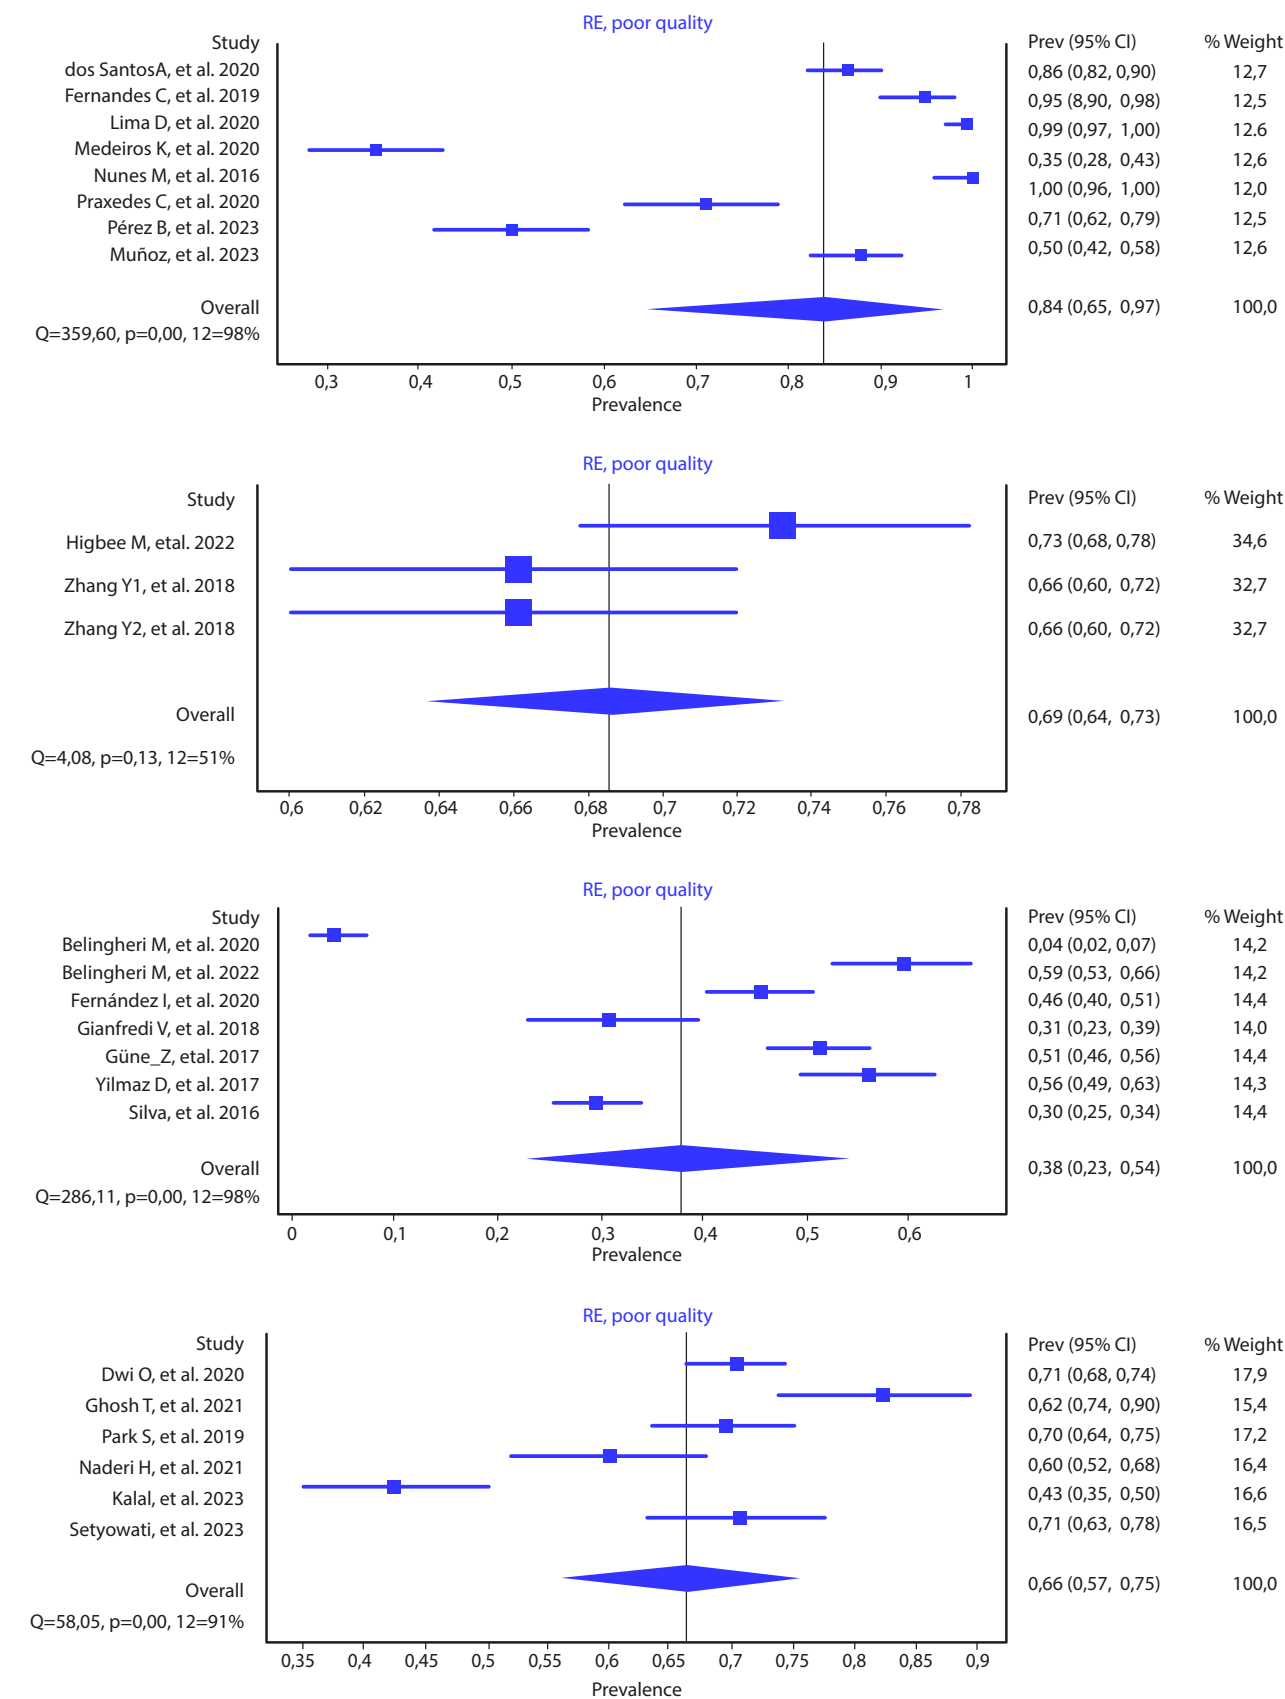 RE, poor quality
Study Prev (95% CI) % Weight
dos SantosA, et al. 2020 0,86 (0,82, 0,90) 12,7
Fernandes C, et al. 2019 0,95 (8,90, 0,98) 12,5
Lima D, et al. 2020 0,99 (0,97, 1,00) 12.6
Medeiros K, et al. 2020 0,35 (0,28, 0,43) 12,6
Nunes M, et al. 2016 1,00 (0,96, 1,00) 12,0
Praxedes C, et al. 2020 0,71 (0,62, 0,79) 12,5
Pérez B, et al. 2023 0,50 (0,42, 0,58) 12,6
Muñoz, et al. 2023
Overall 0,84 (0,65, 0,97) 100,0
Q=359,60, p=0,00, 12=98%
0,3 0,4 0,5 0,6 0,7 0,8 0,9 1
Prevalence
RE, poor quality
Study Prev (95% CI) % Weight
Higbee M, etal. 2022 0,73 (0,68, 0,78) 34,6
Zhang Y1, et al. 2018 0,66 (0,60, 0,72) 32,7
Zhang Y2, et al. 2018 0,66 (0,60, 0,72) 32,7
Overall 0,69 (0,64, 0,73) 100,0
Q=4,08, p=0,13, 12=51%
0,6 0,62 0,64 0,66 0,68 0,7 0,72 0,74 0,76 0,78
Prevalence
RE, poor quality
Study Prev (95% CI) % Weight
Belingheri M, et al. 2020 0,04 (0,02, 0,07) 14,2
Belingheri M, et al. 2022 0,59 (0,53, 0,66) 14,2
Fernández I, et al. 2020 0,46 (0,40, 0,51) 14,4
Gianfredi V, et al. 2018 0,31 (0,23, 0,39) 14,0
Güne_Z, etal. 2017 0,51 (0,46, 0,56) 14,4
Yilmaz D, et al. 2017 0,56 (0,49, 0,63) 14,3
Silva, et al. 2016 0,30 (0,25, 0,34) 14,4
Overall 0,38 (0,23, 0,54) 100,0
Q=286,11, p=0,00, 12=98%
0 0,1 0,2 0,3 0,4 0,5 0,6
Prevalence
RE, poor quality
Study Prev (95% CI) % Weight
Dwi O, et al. 2020 0,71 (0,68, 0,74) 17,9
Ghosh T, et al. 2021 0,62 (0,74, 0,90) 15,4
Park S, et al. 2019 0,70 (0,64, 0,75) 17,2
Naderi H, et al. 2021 0,60 (0,52, 0,68) 16,4
Kalal, et al. 2023 0,43 (0,35, 0,50) 16,6
Setyowati, et al. 2023 0,71 (0,63, 0,78) 16,5
Overall 0,66 (0,57, 0,75) 100,0
Q=58,05, p=0,00, 12=91%
0,35 0,4 0,45 0,5 0,55 0,6 0,65 0,7 0,75 0,8 0,85 0,9
Prevalence